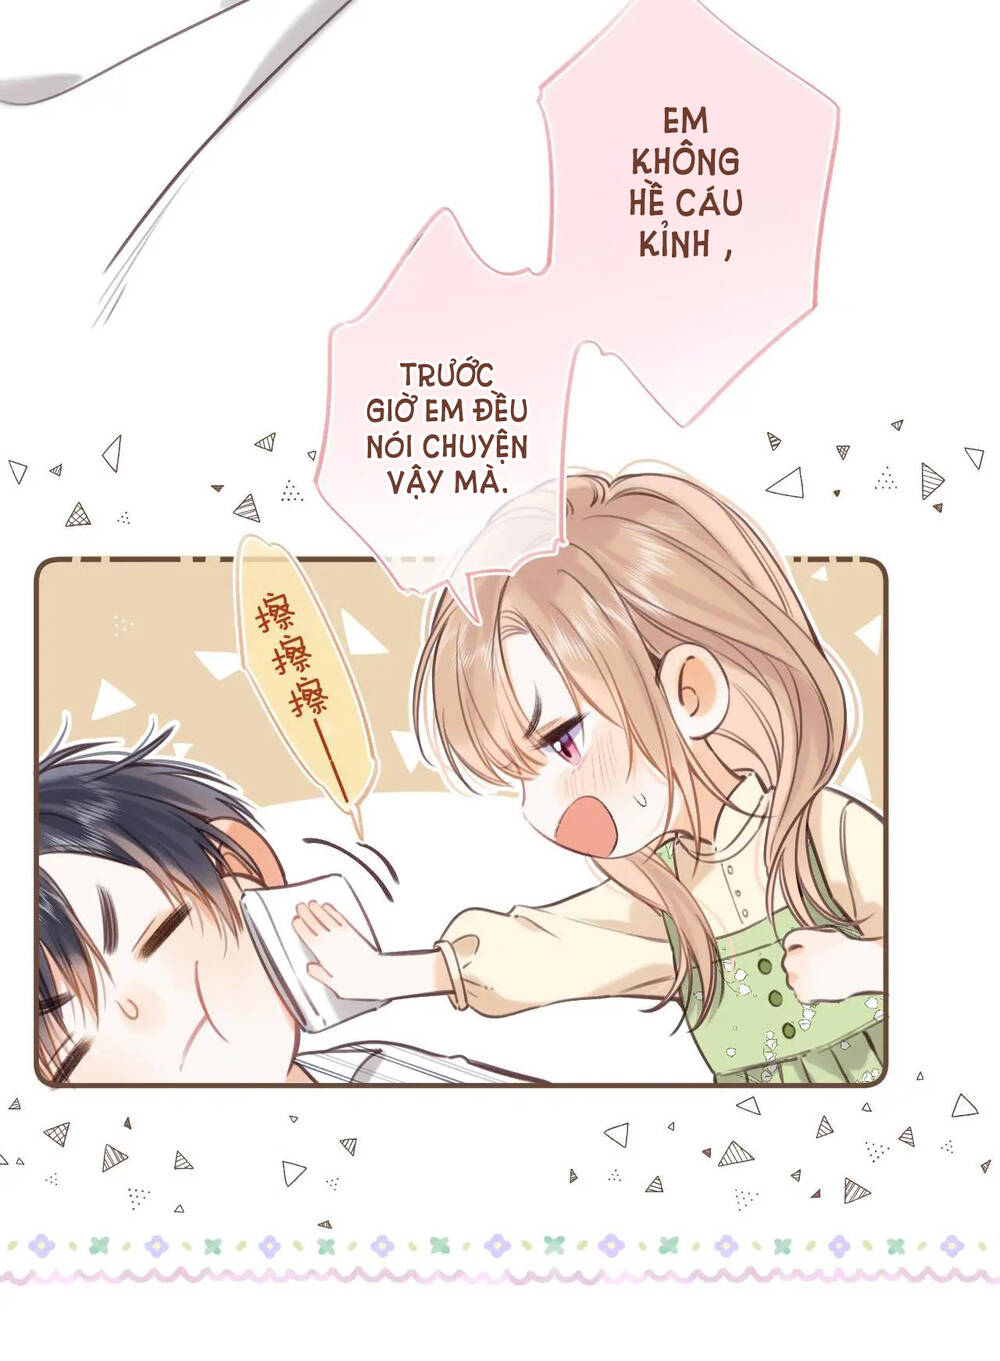 EM
KHÔNG
HỀ CÁU
KỈNH ,
TRƯỚC
GIỜ EM ĐỀU
NÓI CHUYỆN
VẬY MÀ.
擦擦擦——